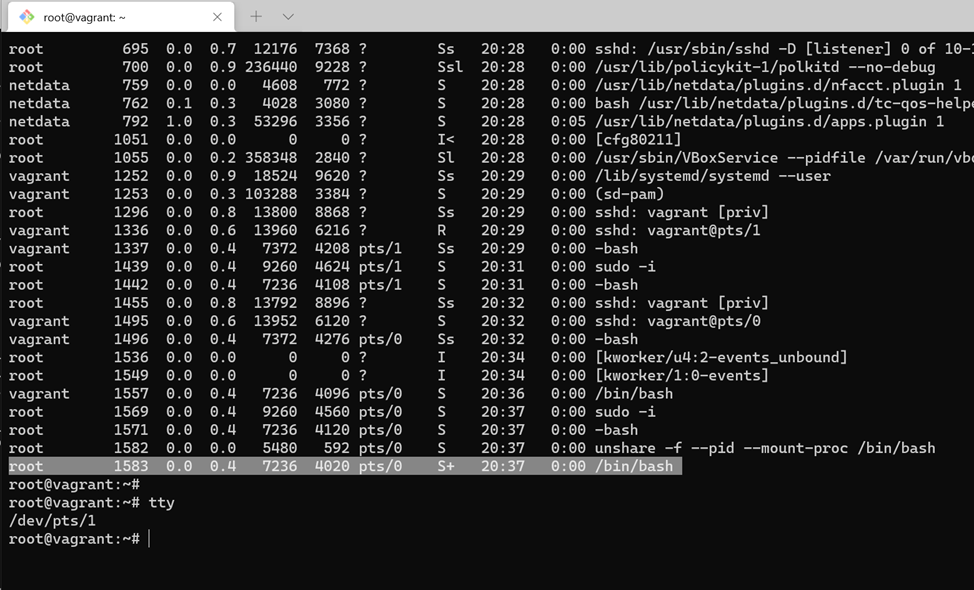 root@vagrant: ~
root 695 0.0 0.7 12176 7368 ? Ss 20:28 0:00 sshd: /usr/sbin/sshd -D [listener] 0 of 10-1
root 700 0.0 0.9 236440 9228 ? Ssl 20:28 0:00 /usr/lib/policykit-1/polkitd --no-debug
netdata 759 0.0 0.0 4608 772 ? S 20:28 0:00 /usr/lib/netdata/plugins.d/nfacct.plugin 1
netdata 762 0.1 0.3 4028 3080 ? S 20:28 0:00 bash /usr/lib/netdata/plugins.d/tc-qos-helpe
netdata 792 1.0 0.3 53296 3356 ? S 20:28 0:05 /usr/lib/netdata/plugins.d/apps.plugin 1
root 1051 0.0 0.0 0 0 ? I< 20:28 0:00 [cfg80211]
root 1055 0.0 0.2 358348 2840 ? Sl 20:28 0:00 /usr/sbin/VBoxService --pidfile /var/run/vbo
vagrant 1252 0.0 0.9 18524 9620 ? Ss 20:29 0:00 /lib/systemd/systemd --user
vagrant 1253 0.0 0.3 103288 3384 ? S 20:29 0:00 (sd-pam)
root 1296 0.0 0.8 13800 8868 ? Ss 20:29 0:00 sshd: vagrant [priv]
vagrant 1336 0.0 0.6 13960 6216 ? R 20:29 0:00 sshd: vagrant@pts/1
vagrant 1337 0.0 0.4 7372 4208 pts/1 Ss 20:29 0:00 -bash
root 1439 0.0 0.4 9260 4624 pts/1 S 20:31 0:00 sudo -i
root 1442 0.0 0.4 7236 4108 pts/1 S 20:31 0:00 -bash
root 1455 0.0 0.8 13792 8896 ? Ss 20:32 0:00 sshd: vagrant [priv]
vagrant 1495 0.0 0.6 13952 6120 ? S 20:32 0:00 sshd: vagrant@pts/0
vagrant 1496 0.0 0.4 7372 4276 pts/0 Ss 20:32 0:00 -bash
root 1536 0.0 0.0 0 0 ? I 20:34 0:00 [kworker/u4:2-events_unbound]
root 1549 0.0 0.0 0 0 ? I 20:34 0:00 [kworker/1:0-events]
vagrant 1557 0.0 0.4 7236 4096 pts/0 S 20:36 0:00 /bin/bash
root 1569 0.0 0.4 9260 4560 pts/0 S 20:37 0:00 sudo -i
root 1571 0.0 0.4 7236 4120 pts/0 S 20:37 0:00 -bash
root 1582 0.0 0.0 5480 592 pts/0 S 20:37 0:00 unshare -f --pid --mount-proc /bin/bash
root 1583 0.0 0.4 7236 4020 pts/0 S+ 20:37 0:00 /bin/bash
root@vagrant:~#
root@vagrant:~# tty
/dev/pts/1
root@vagrant:~#